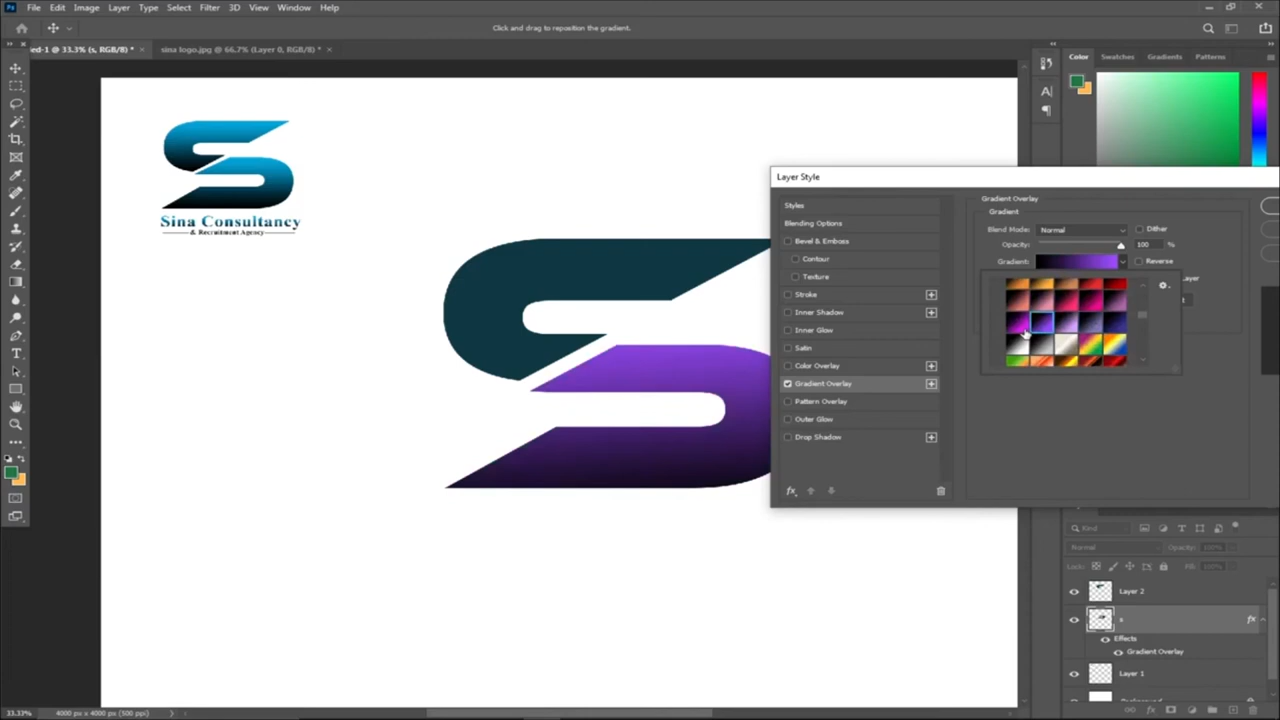 Ps File Edit Image Layer Type Select Filter 3D View Window Help
Click and drag to reposition the gradient.
ed-1 @ 33.3% (s, RGB/8) * × sina logo.jpg @ 66.7% (Layer 0, RGB/8) * ×
Color Swatches Gradients Patterns
Sina Consultancy
& Recruitment Agency
Layer Style
Styles
Blending Options
Bevel & Emboss
Contour
Texture
Stroke
Inner Shadow
Inner Glow
Satin
Color Overlay
Gradient Overlay
Pattern Overlay
Outer Glow
Drop Shadow
fx
Gradient Overlay
Gradient
Blend Mode: Normal Dither
Opacity: 100 %
Gradient: Reverse
Layer
Kind
Normal Opacity: 100%
Lock: Fill: 100%
Layer 2
s fx
Effects
Gradient Overlay
Layer 1
Background
33.33% 4000 px x 4000 px (500 ppi)